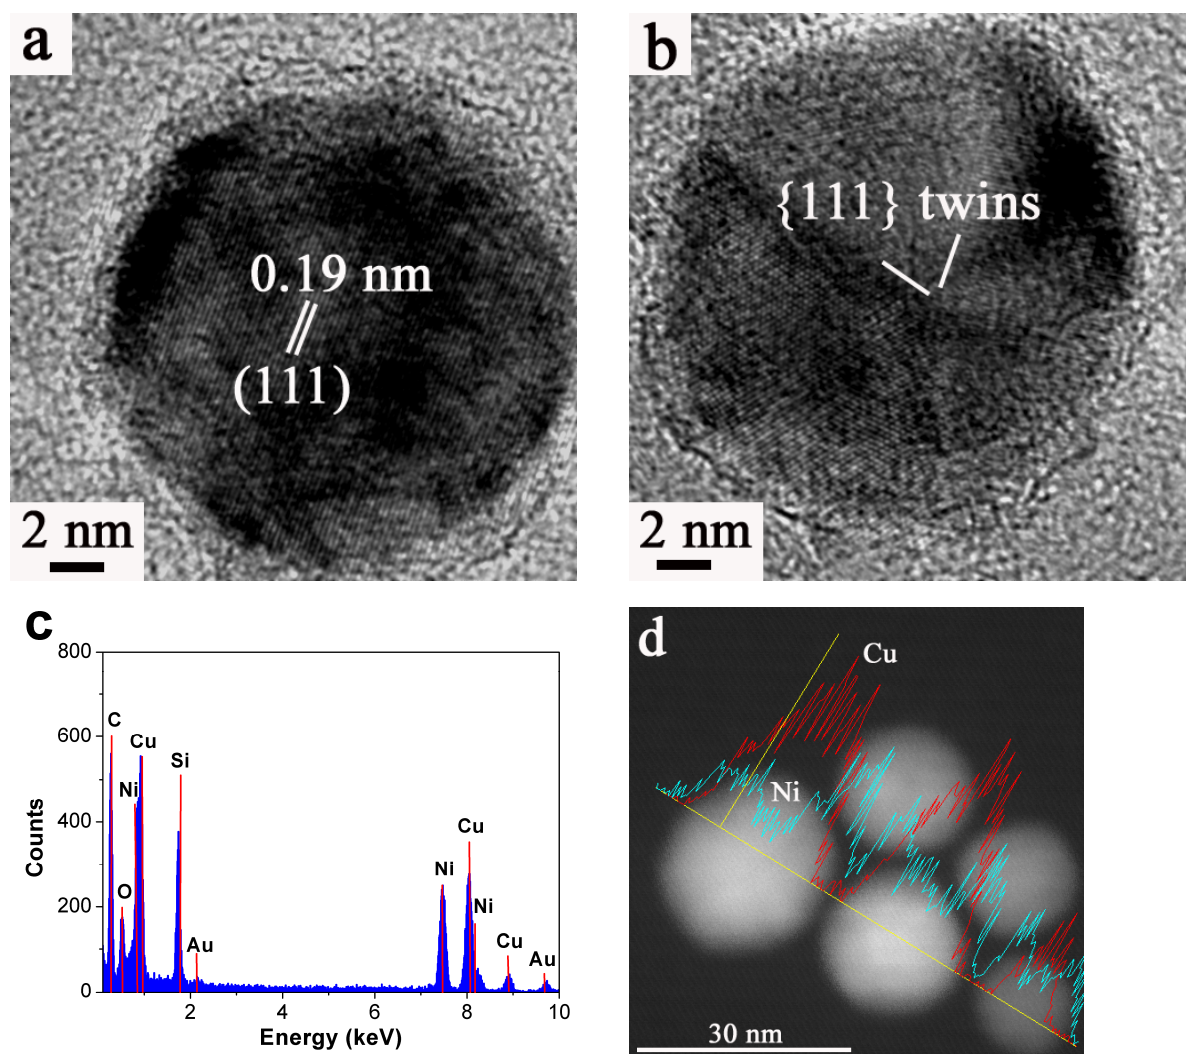 a
0.19 nm
(111)
2 nm
b
{111} twins
2 nm
c
800
600
400
200
0
Counts
C
Ni
Cu
O
Si
Au
Ni
Cu
Ni
Cu
Au
2 4 6 8 10
Energy (keV)
d
Cu
Ni
30 nm